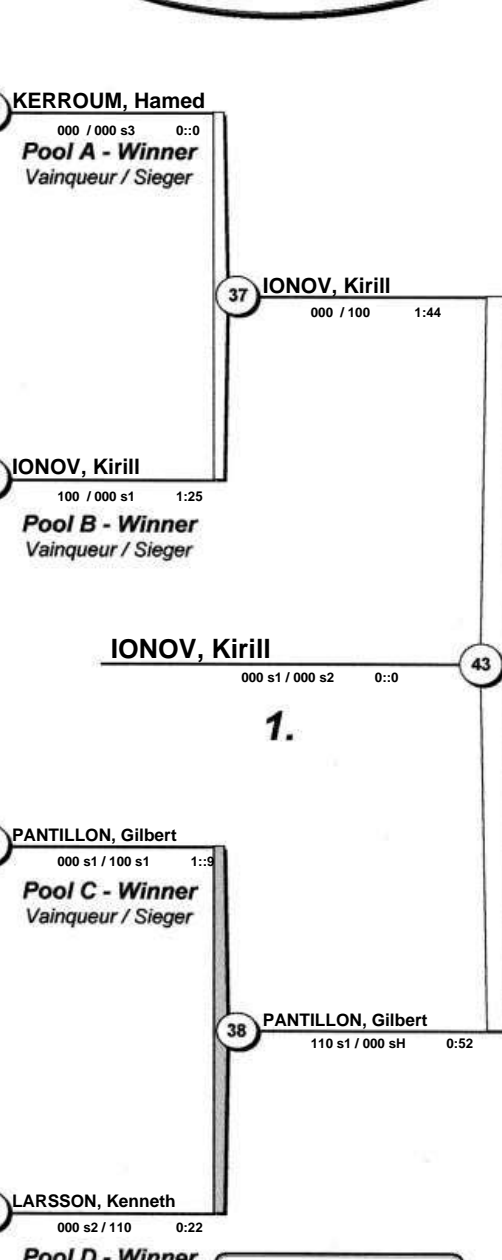 KERROUM, Hamed
000 / 000 s3 0::0
Pool A - Winner
Vainqueur / Sieger
37
IONOV, Kirill
000 / 100 1:44
IONOV, Kirill
100 / 000 s1 1:25
Pool B - Winner
Vainqueur / Sieger
IONOV, Kirill
000 s1 / 000 s2 0::0
43
1.
PANTILLON, Gilbert
000 s1 / 100 s1 1::9
Pool C - Winner
Vainqueur / Sieger
38
PANTILLON, Gilbert
110 s1 / 000 sH 0:52
LARSSON, Kenneth
000 s2 / 110 0:22
Pool D - Winner